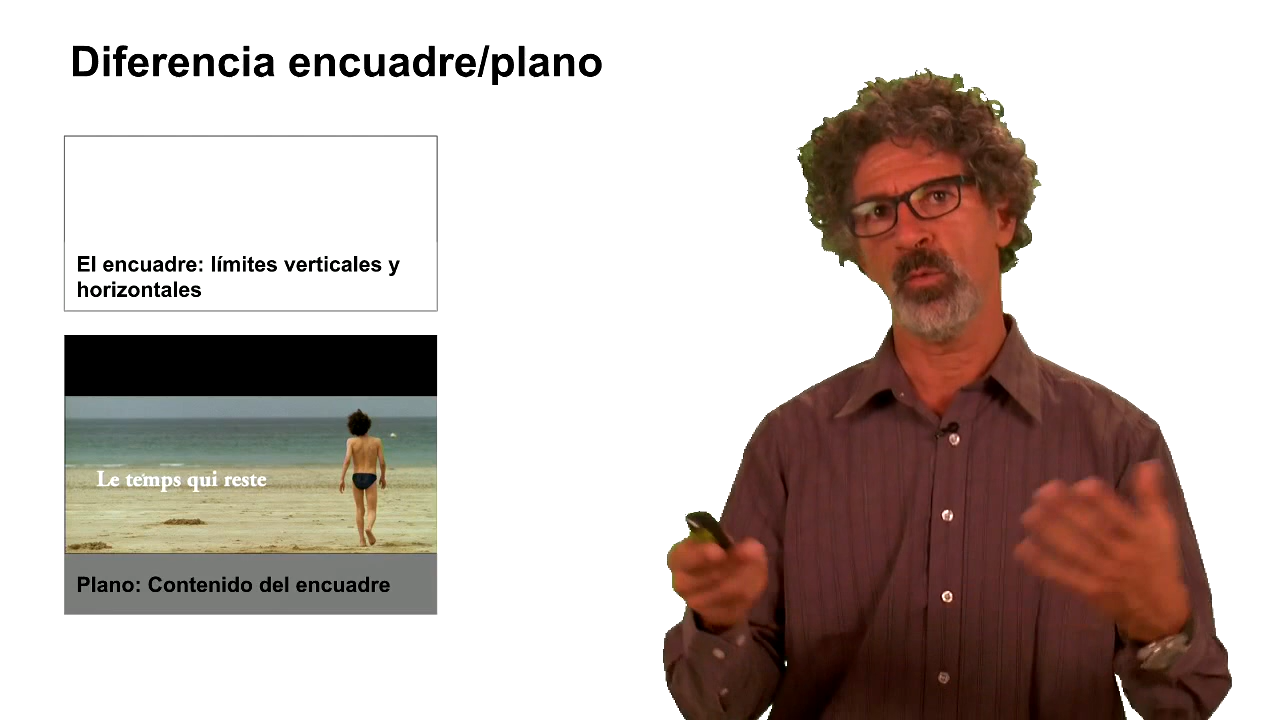 Diferencia encuadre/plano
El encuadre: límites verticales y
horizontales
Le temps qui reste
Plano: Contenido del encuadre